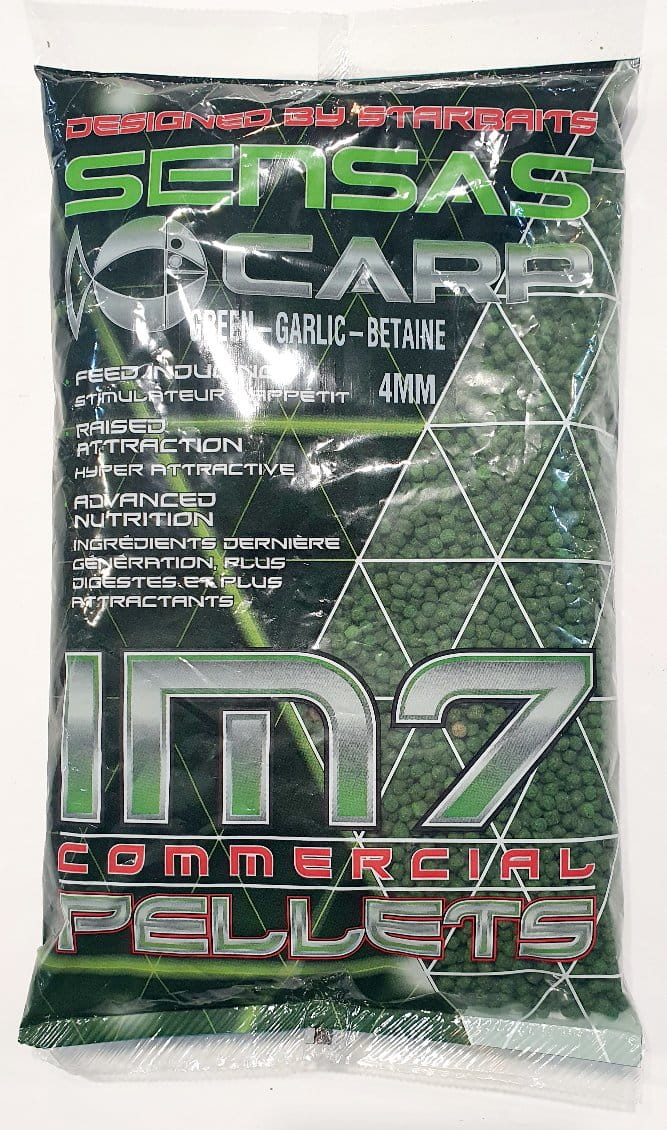 DESIGNED BY STARBAITS
SENSAS
CARP
GREEN-GARLIC-BETAINE
FEED INDUCING
4MM
STIMULATEUR D'APPETIT
RAISED
ATTRACTION
HYPER ATTRACTIVE
ADVANCED
NUTRITION
INGRÉDIENTS DERNIÈRE
GÉNÉRATION, PLUS
DIGESTES ET PLUS
ATTRACTANTS
IM7
COMMERCIAL
PELLETS